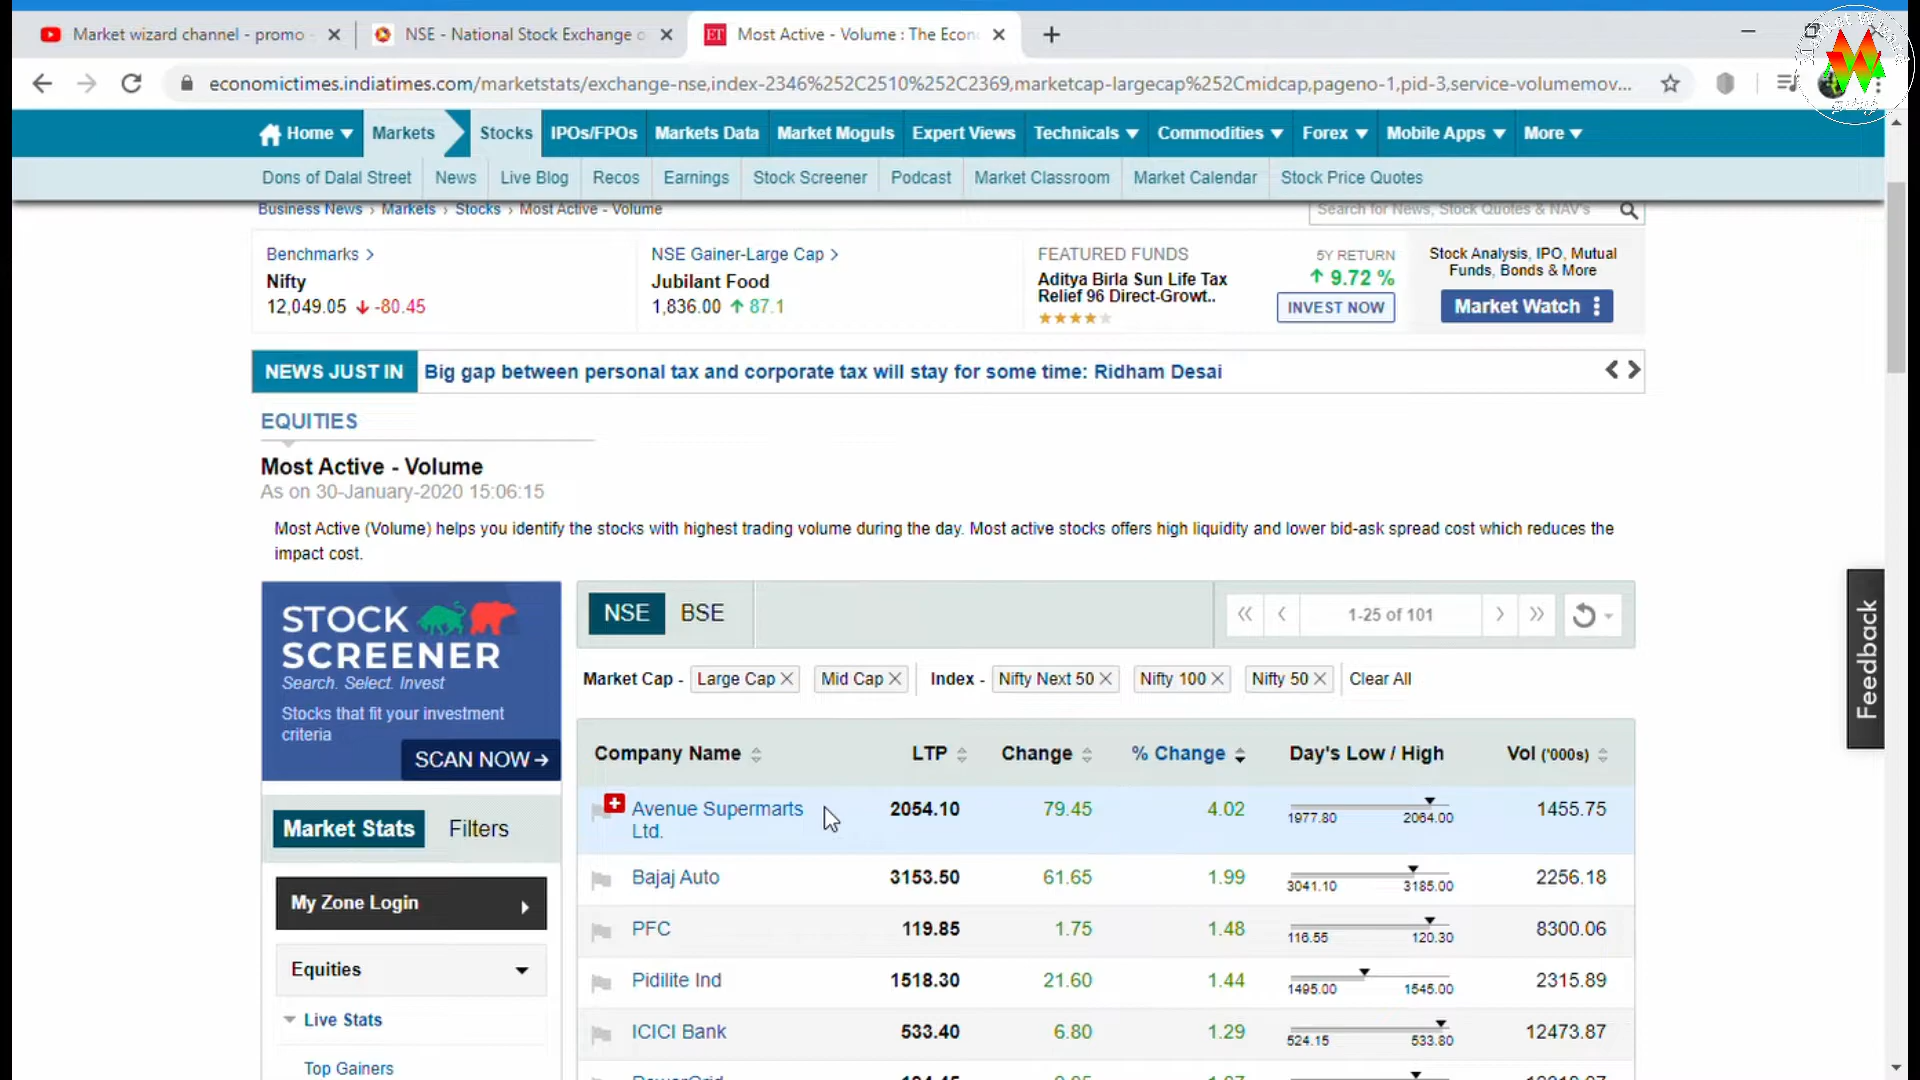 Market wizard channel - promo
NSE - National Stock Exchange o
ET Most Active - Volume : The Econ
economictimes.indiatimes.com/marketstats/exchange-nse,index-2346%252C2510%252C2369,marketcap-largecap%252Cmidcap,pageno-1,pid-3,service-volumemov...
Home Markets Stocks IPOs/FPOs Markets Data Market Moguls Expert Views Technicals Commodities Forex Mobile Apps More
Dons of Dalal Street News Live Blog Recos Earnings Stock Screener Podcast Market Classroom Market Calendar Stock Price Quotes
Business News › Markets › Stocks › Most Active - Volume
Search for News, Stock Quotes & NAV's
Benchmarks >
Nifty
12,049.05 -80.45
NSE Gainer-Large Cap >
Jubilant Food
1,836.00 87.1
FEATURED FUNDS
Aditya Birla Sun Life Tax
Relief 96 Direct-Growt..
5Y RETURN
9.72 %
INVEST NOW
Stock Analysis, IPO, Mutual
Funds, Bonds & More
Market Watch
NEWS JUST IN Big gap between personal tax and corporate tax will stay for some time: Ridham Desai
EQUITIES
Most Active - Volume
As on 30-January-2020 15:06:15
Most Active (Volume) helps you identify the stocks with highest trading volume during the day. Most active stocks offers high liquidity and lower bid-ask spread cost which reduces the
impact cost.
STOCK
SCREENER
Search. Select. Invest
Stocks that fit your investment
criteria
SCAN NOW
Market Stats Filters
My Zone Login
Equities
Live Stats
Top Gainers
NSE BSE
1-25 of 101
Market Cap - Large Cap Mid Cap Index - Nifty Next 50 Nifty 100 Nifty 50 Clear All
Company Name LTP Change % Change Day's Low / High Vol ('000s)
Avenue Supermarts
Ltd.
2054.10 79.45 4.02 1977.80 2064.00 1455.75
Bajaj Auto 3153.50 61.65 1.99 3041.10 3185.00 2256.18
PFC 119.85 1.75 1.48 116.55 120.30 8300.06
Pidilite Ind 1518.30 21.60 1.44 1495.00 1545.00 2315.89
ICICI Bank 533.40 6.80 1.29 524.15 533.80 12473.87
Feedback